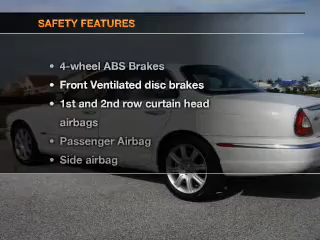 SAFETY FEATURES
• 4-wheel ABS Brakes
• Front Ventilated disc brakes
• 1st and 2nd row curtain head
airbags
• Passenger Airbag
• Side airbag